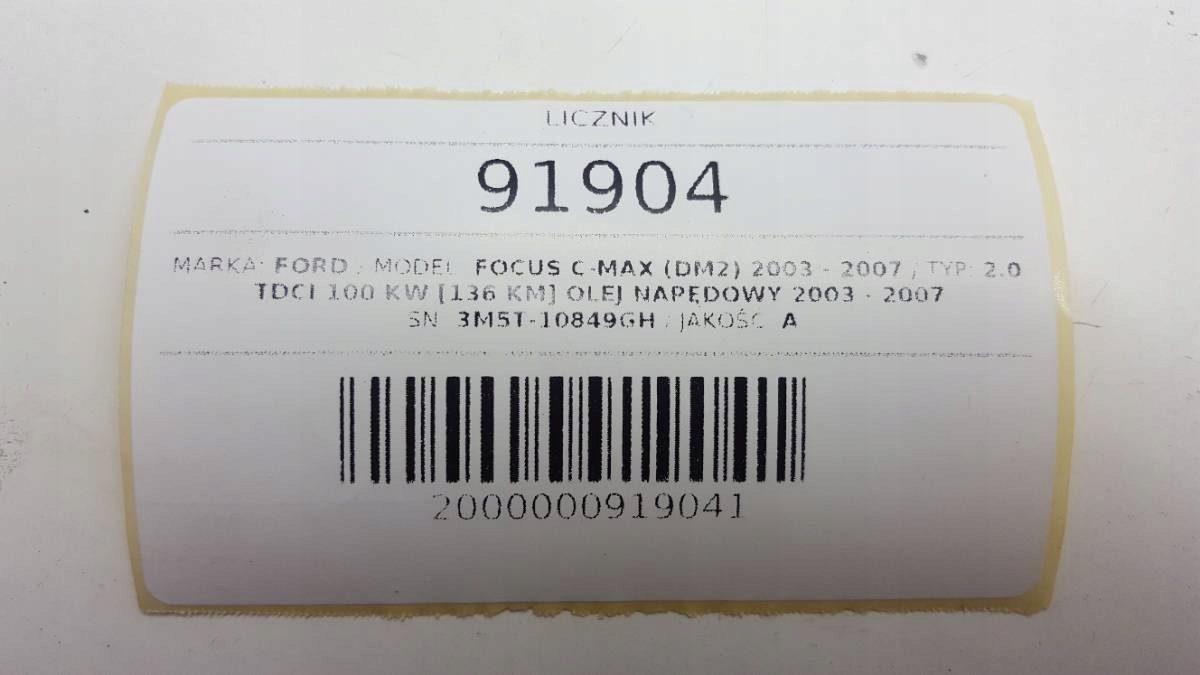 LICZNIK
91904
MARKA: FORD / MODEL: FOCUS C-MAX (DM2) 2003 - 2007 / TYP: 2.0
TDCI 100 KW [136 KM] OLEJ NAPĘDOWY 2003 - 2007
SN: 3M5T-10849GH / JAKOŚĆ: A
2000000919041